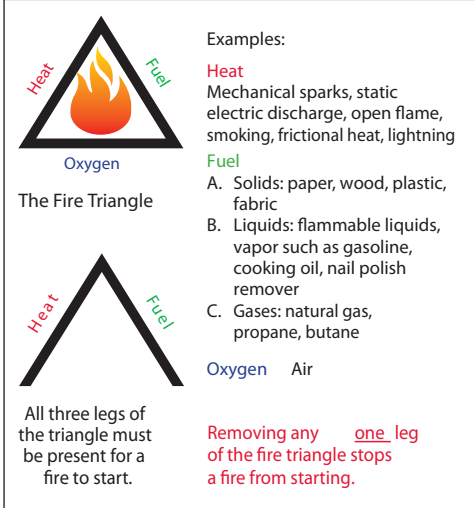 Heat
Fuel
Oxygen
The Fire Triangle
Heat
Fuel
All three legs of
the triangle must
be present for a
fire to start.
Examples:
Heat
Mechanical sparks, static
electric discharge, open flame,
smoking, frictional heat, lightning
Fuel
A. Solids: paper, wood, plastic,
fabric
B. Liquids: flammable liquids,
vapor such as gasoline,
cooking oil, nail polish
remover
C. Gases: natural gas,
propane, butane
Oxygen Air
Removing any one leg
of the fire triangle stops
a fire from starting.